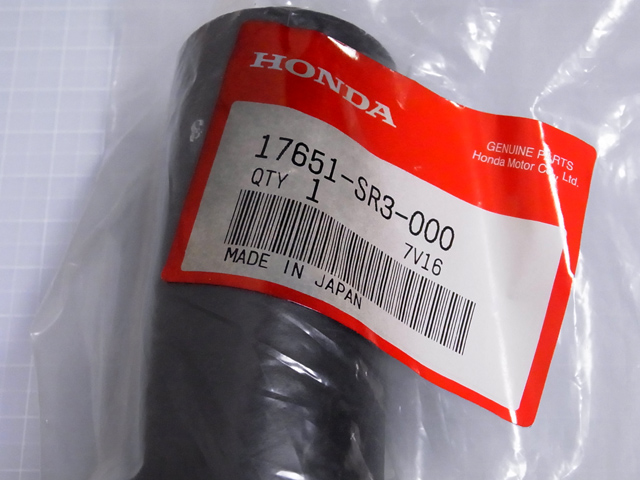 HONDA
GENUINE PARTS
Honda Motor Co., Ltd.
17651-SR3-000
QTY 1
7V16
MADE IN JAPAN